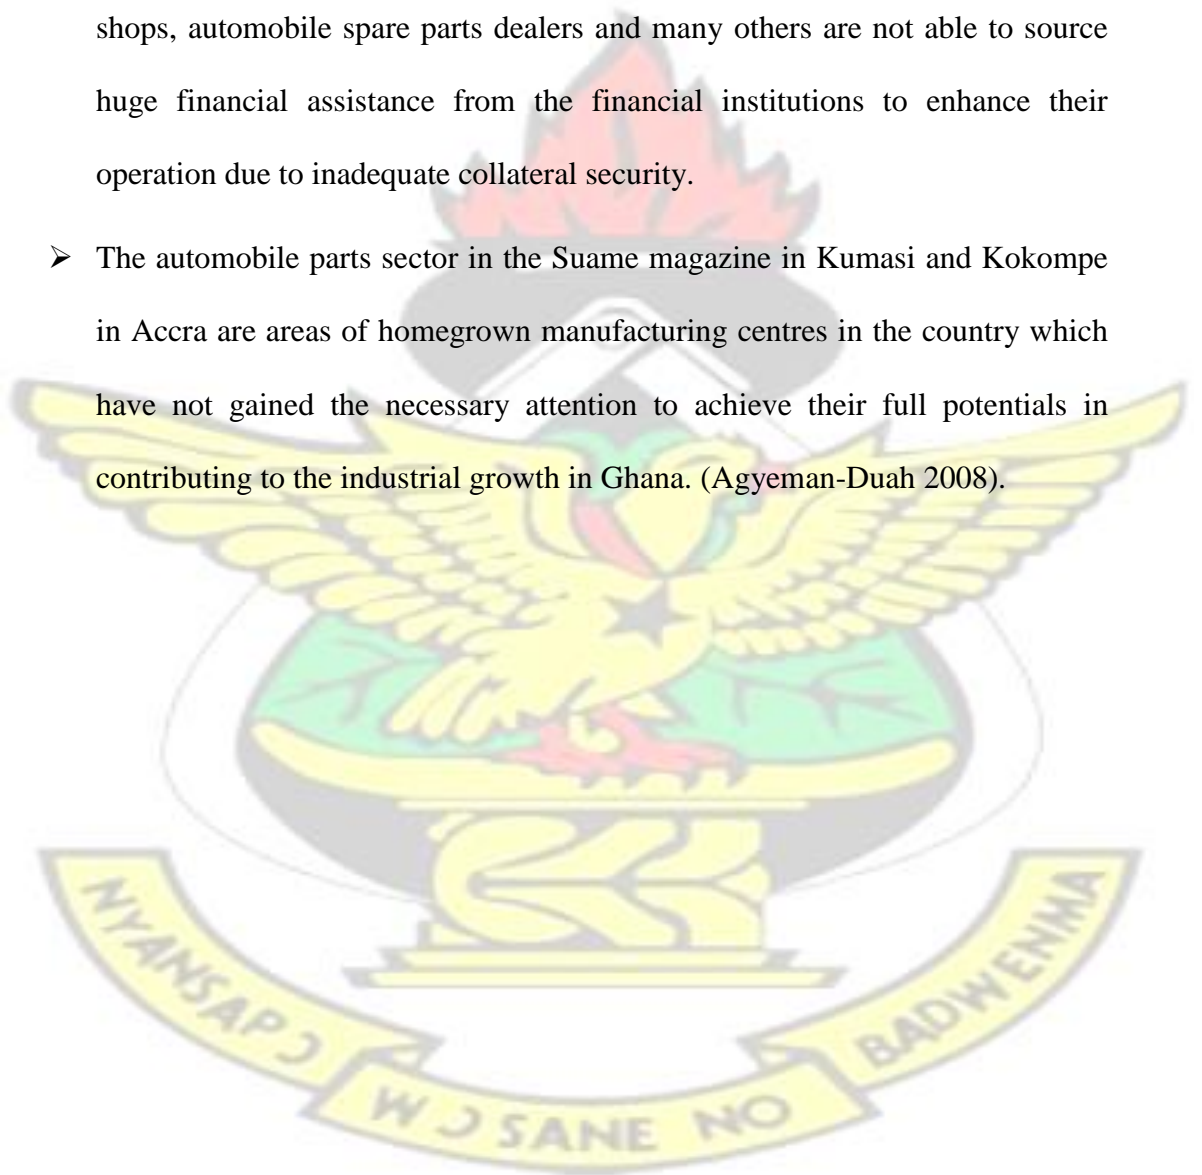 shops, automobile spare parts dealers and many others are not able to source
huge financial assistance from the financial institutions to enhance their
operation due to inadequate collateral security.
➢ The automobile parts sector in the Suame magazine in Kumasi and Kokompe
in Accra are areas of homegrown manufacturing centres in the country which
have not gained the necessary attention to achieve their full potentials in
contributing to the industrial growth in Ghana. (Agyeman-Duah 2008).
NYANSAPƆ
WƆSANE NO
BADWENMA